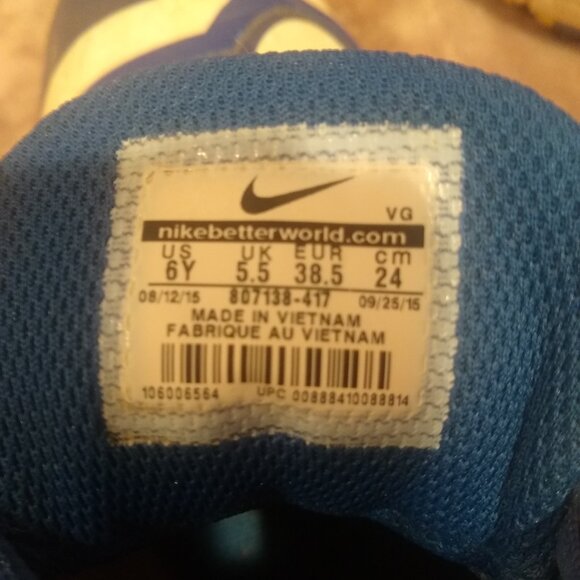 VG
nikebetterworld.com
US UK EUR cm
6Y 5.5 38.5 24
08/12/15 807138-417 09/25/15
MADE IN VIETNAM
FABRIQUE AU VIETNAM
106006564 UPC 00888410088814